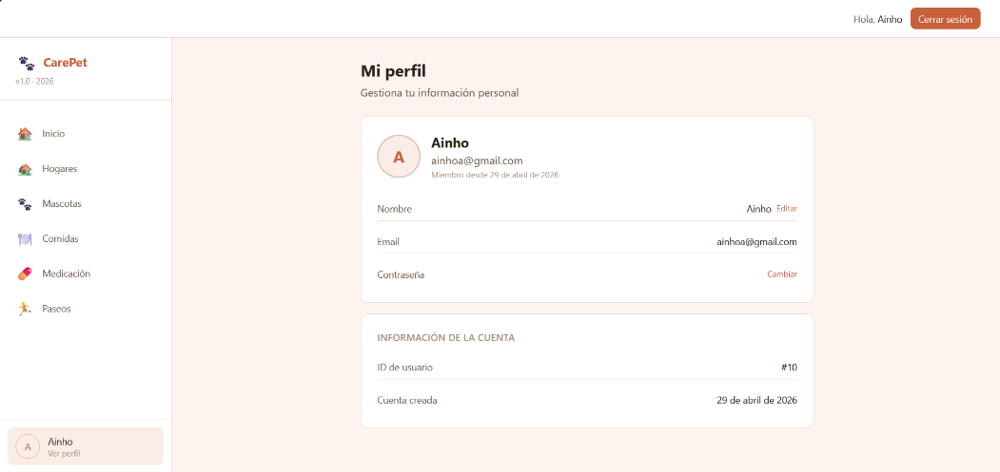 Hola, Ainho
Cerrar sesión
CarePet
v1.0 - 2026
Inicio
Hogares
Mascotas
Comidas
Medicación
Paseos
Ainho
Ver perfil
Mi perfil
Gestiona tu información personal
A
Ainho
ainhoa@gmail.com
Miembro desde 29 de abril de 2026
Nombre Ainho Editar
Email ainhoa@gmail.com
Contraseña Cambiar
INFORMACIÓN DE LA CUENTA
ID de usuario #10
Cuenta creada 29 de abril de 2026
A